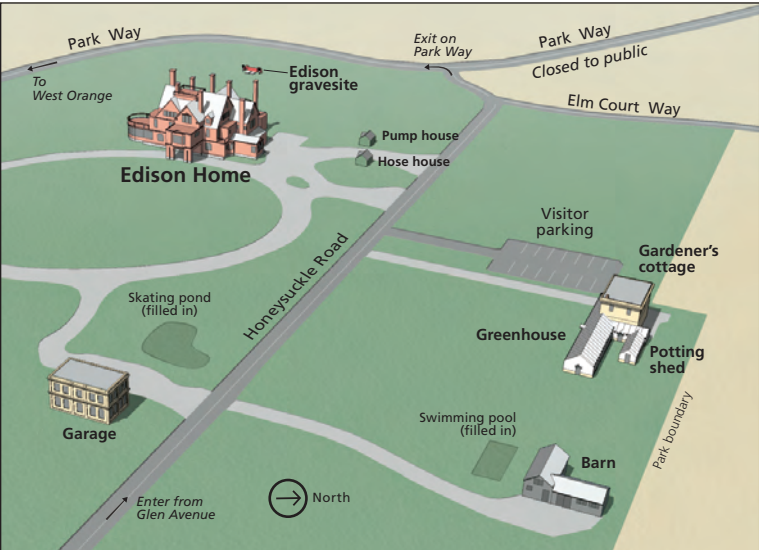 Park Way
To
West Orange
Exit on
Park Way
Park Way
Closed to public
Elm Court Way
Edison
gravesite
Pump house
Hose house
Edison Home
Visitor
parking
Gardener's
cottage
Honeysuckle Road
Skating pond
(filled in)
Greenhouse
Potting
shed
Garage
Swimming pool
(filled in)
Barn
Park boundary
Enter from
Glen Avenue
North